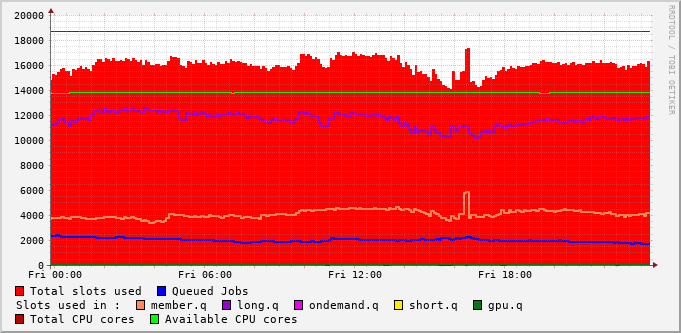 20000
18000
16000
14000
12000
10000
8000
6000
4000
2000
0
Fri 00:00 Fri 06:00 Fri 12:00 Fri 18:00
RRDTOOL / TOBI OETIKER
Total slots used Queued Jobs
Slots used in : member.q long.q ondemand.q short.q gpu.q
Total CPU cores Available CPU cores